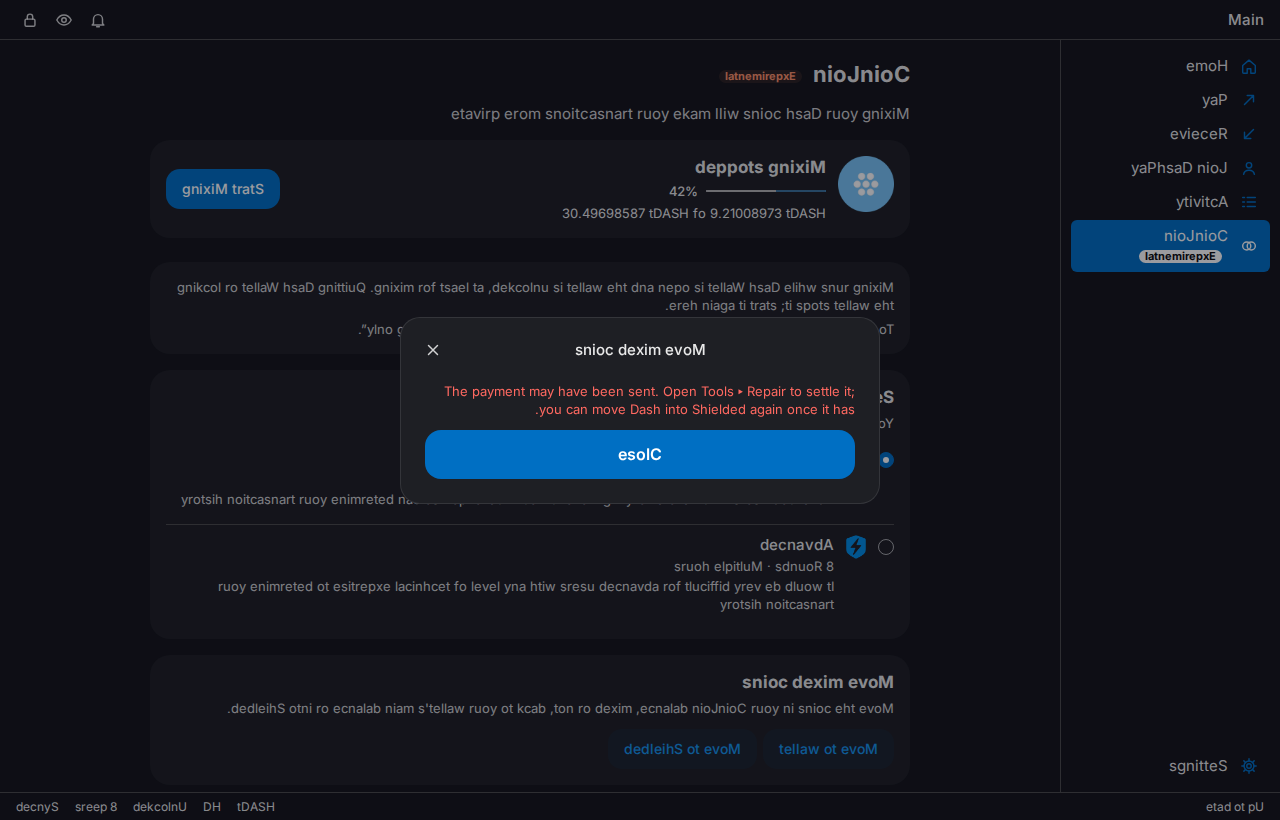 Main
nioJnioC
latnemirepxE
etavirp erom snoitcasnart ruoy ekam lliw snioc hsaD ruoy gnixiM
deppots gnixiM
gnixiM tratS
42%
30.49698587 tDASH fo 9.21008973 tDASH
gnikcol ro tellaW hsaD gnittiuQ .gnixim rof tsael ta ,dekcolnu si tellaw eht dna nepo si tellaW hsaD elihw snur gnixiM
.ereh niaga ti trats ;ti spots tellaw eht
.”ylno g
oT
snioc dexim evoM
The payment may have been sent. Open Tools ▸ Repair to settle it;
.you can move Dash into Shielded again once it has
esolC
eS
oY
yrotsih noitcasnart ruoy enimreted
decnavdA
sruoh elpitluM · sdnuoR 8
ruoy enimreted ot esitrepxe lacinhcet fo level yna htiw sresu decnavda rof tluciffid yrev eb dluow tI
yrotsih noitcasnart
snioc dexim evoM
.dedleihS otni ro ecnalab niam s'tellaw ruoy ot kcab ,ton ro dexim ,ecnalab nioJnioC ruoy ni snioc eht evoM
dedleihS ot evoM
tellaw ot evoM
emoH
yaP
evieceR
yaPhsaD nioJ
ytivitcA
nioJnioC
latnemirepxE
sgnitteS
decnyS
sreep 8
dekcolnU
DH
tDASH
etad ot pU